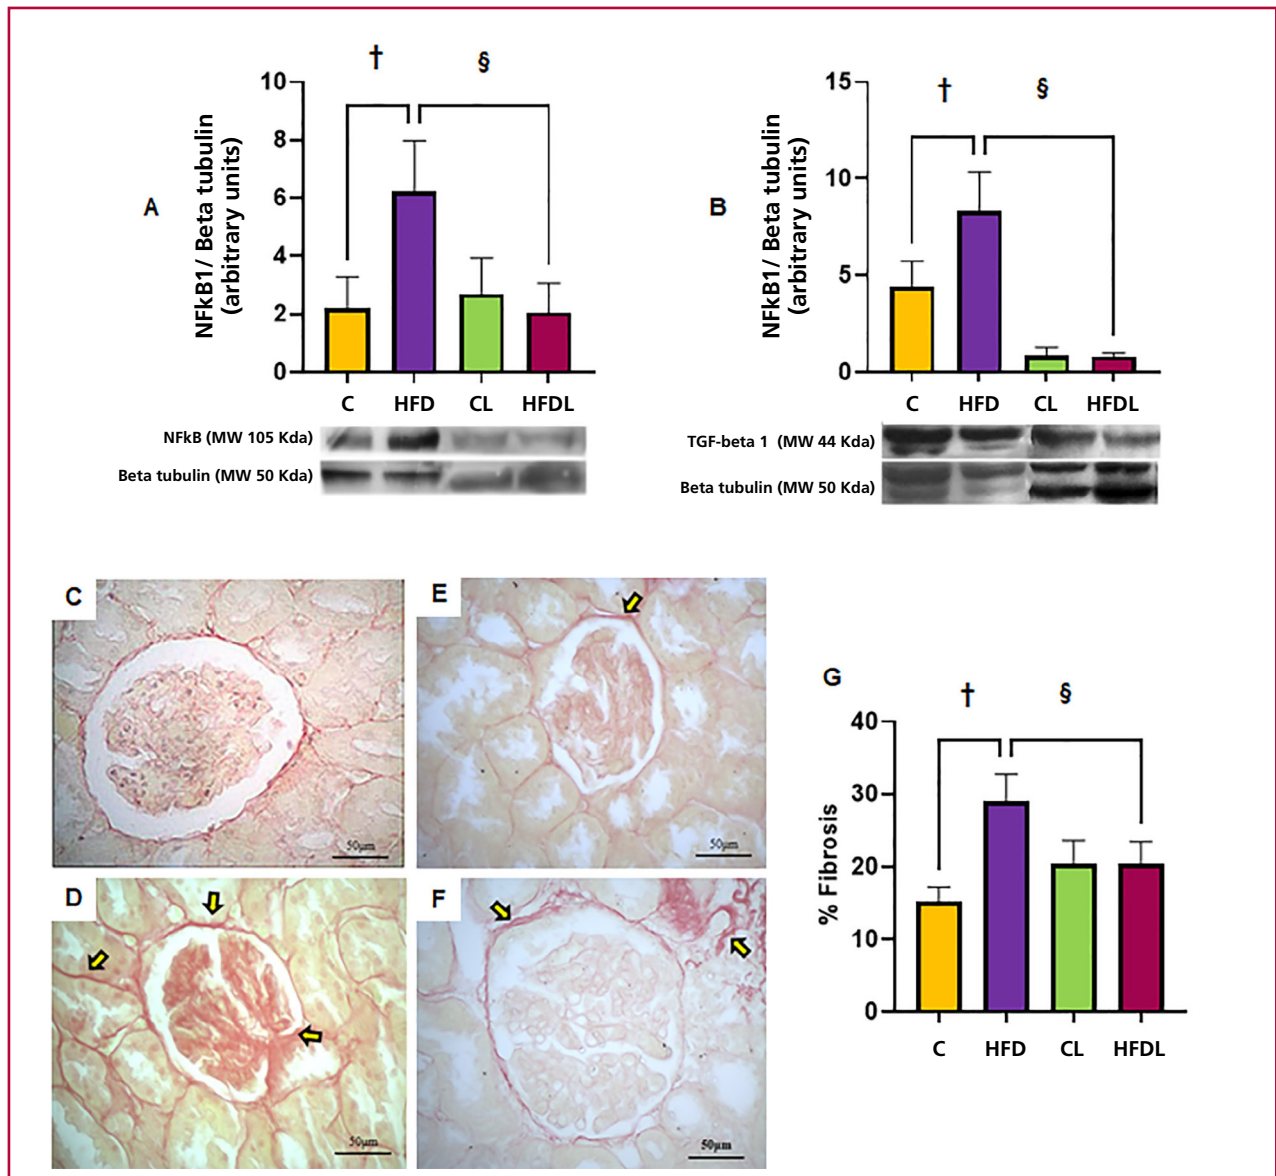 †
§
10
8
6
4
2
0
A
NFkB1/ Beta tubulin
(arbitrary units)
C HFD CL HFDL
NFkB (MW 105 Kda)
Beta tubulin (MW 50 Kda)
†
§
15
10
5
0
B
NFkB1/ Beta tubulin
(arbitrary units)
C HFD CL HFDL
TGF-beta 1 (MW 44 Kda)
Beta tubulin (MW 50 Kda)
C
50µm
E
50µm
D
50µm
F
50µm
G
†
§
40
30
20
10
0
% Fibrosis
C HFD CL HFDL